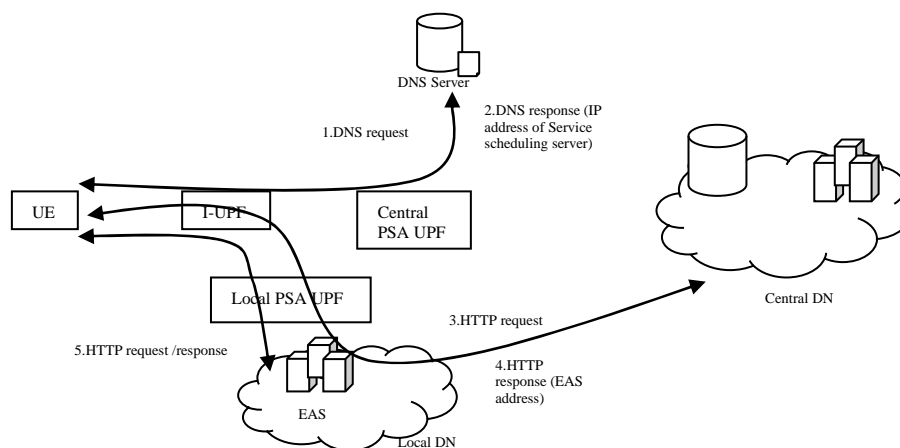 DNS Server
1.DNS request
2.DNS response (IP
address of Service
scheduling server)
UE
I-UPF
Central
PSA UPF
Local PSA UPF
Central DN
3.HTTP request
4.HTTP
response (EAS
address)
5.HTTP request /response
EAS
Local DN